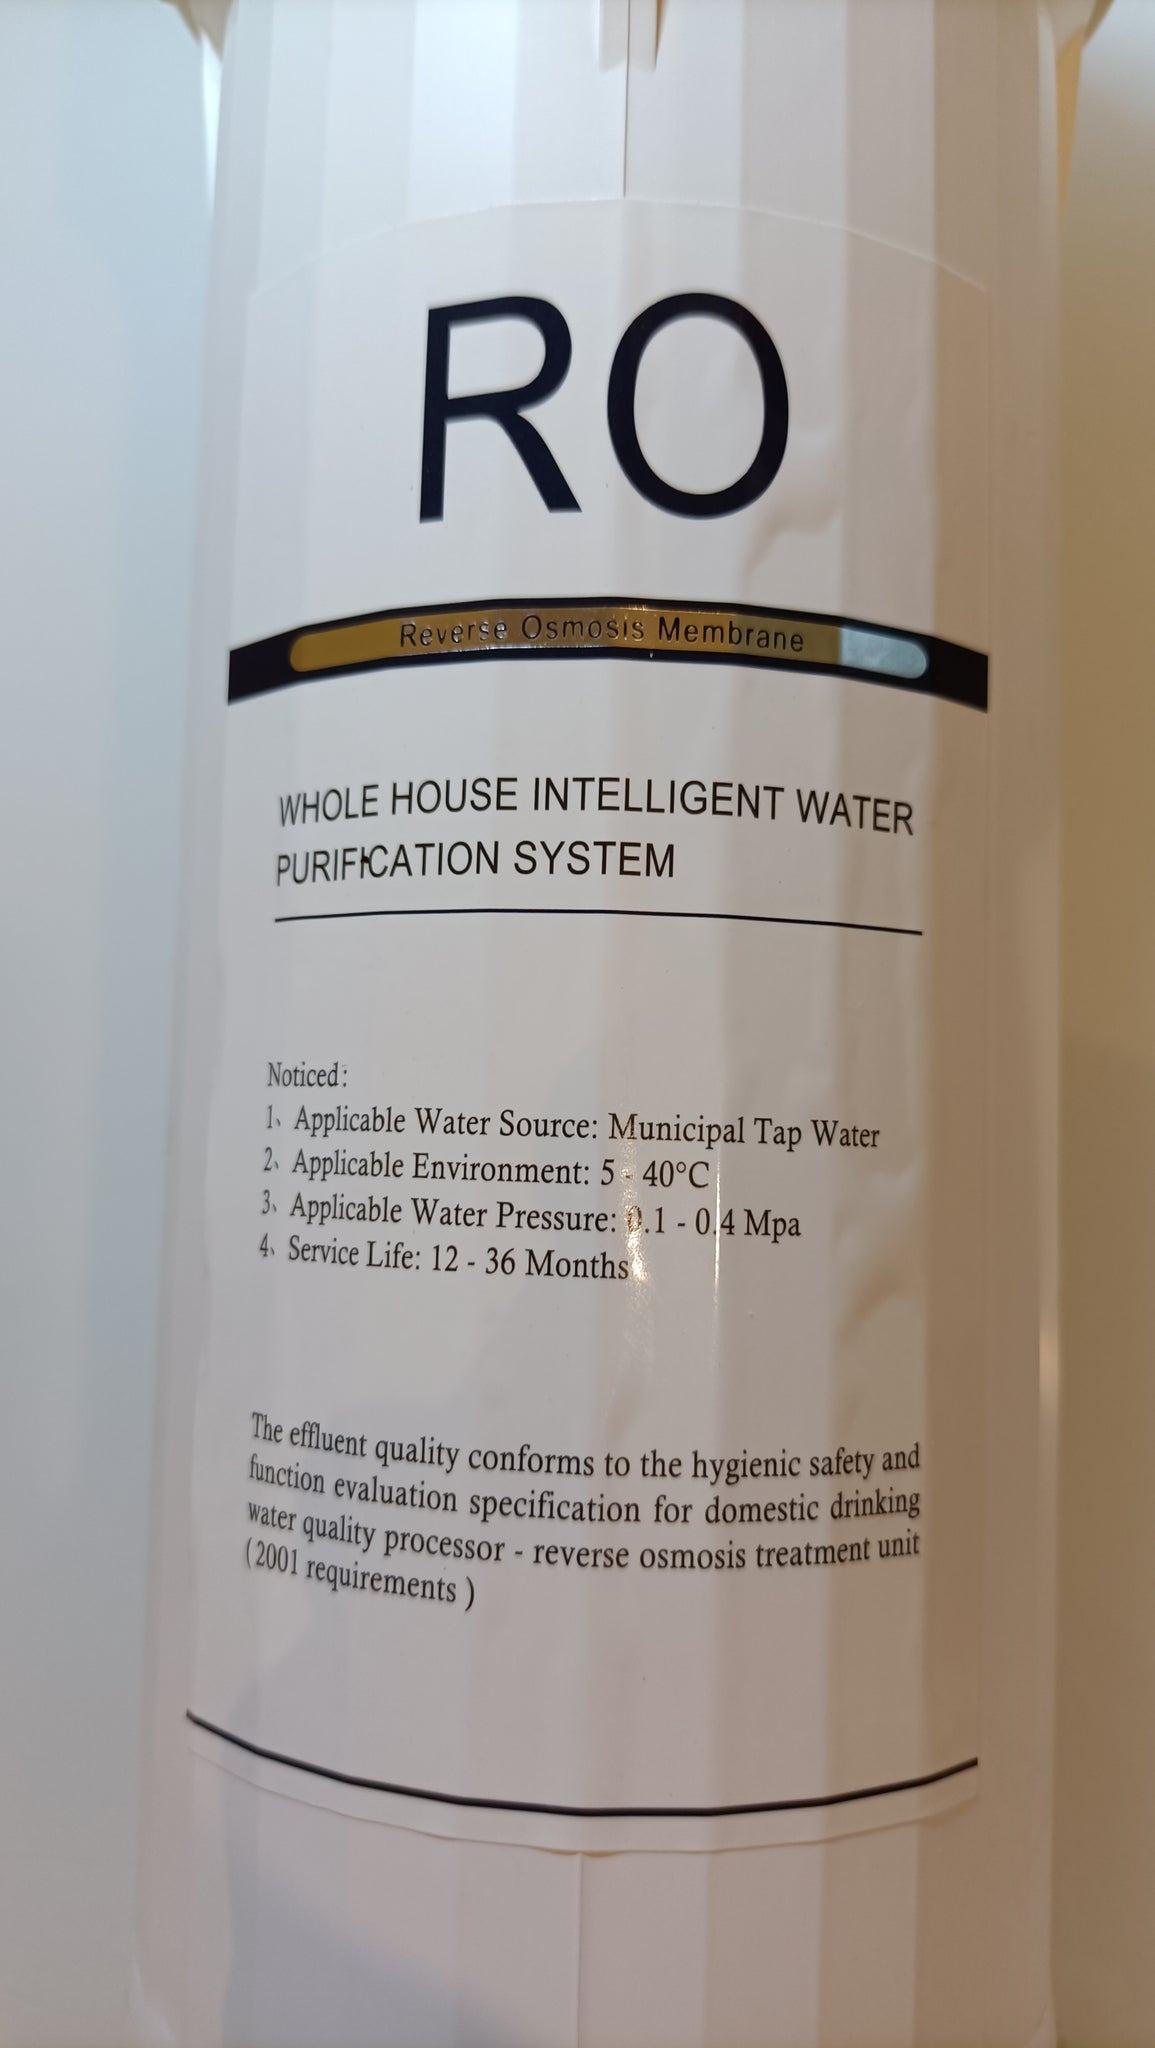 RO
Reverse Osmosis Membrane
WHOLE HOUSE INTELLIGENT WATER
PURIFICATION SYSTEM
Noticed:
1、Applicable Water Source: Municipal Tap Water
2、Applicable Environment: 5 - 40°C
3、Applicable Water Pressure: 0.1 - 0.4 Mpa
4、Service Life: 12 - 36 Months
The effluent quality conforms to the hygienic safety and
function evaluation specification for domestic drinking
water quality processor - reverse osmosis treatment unit
(2001 requirements )